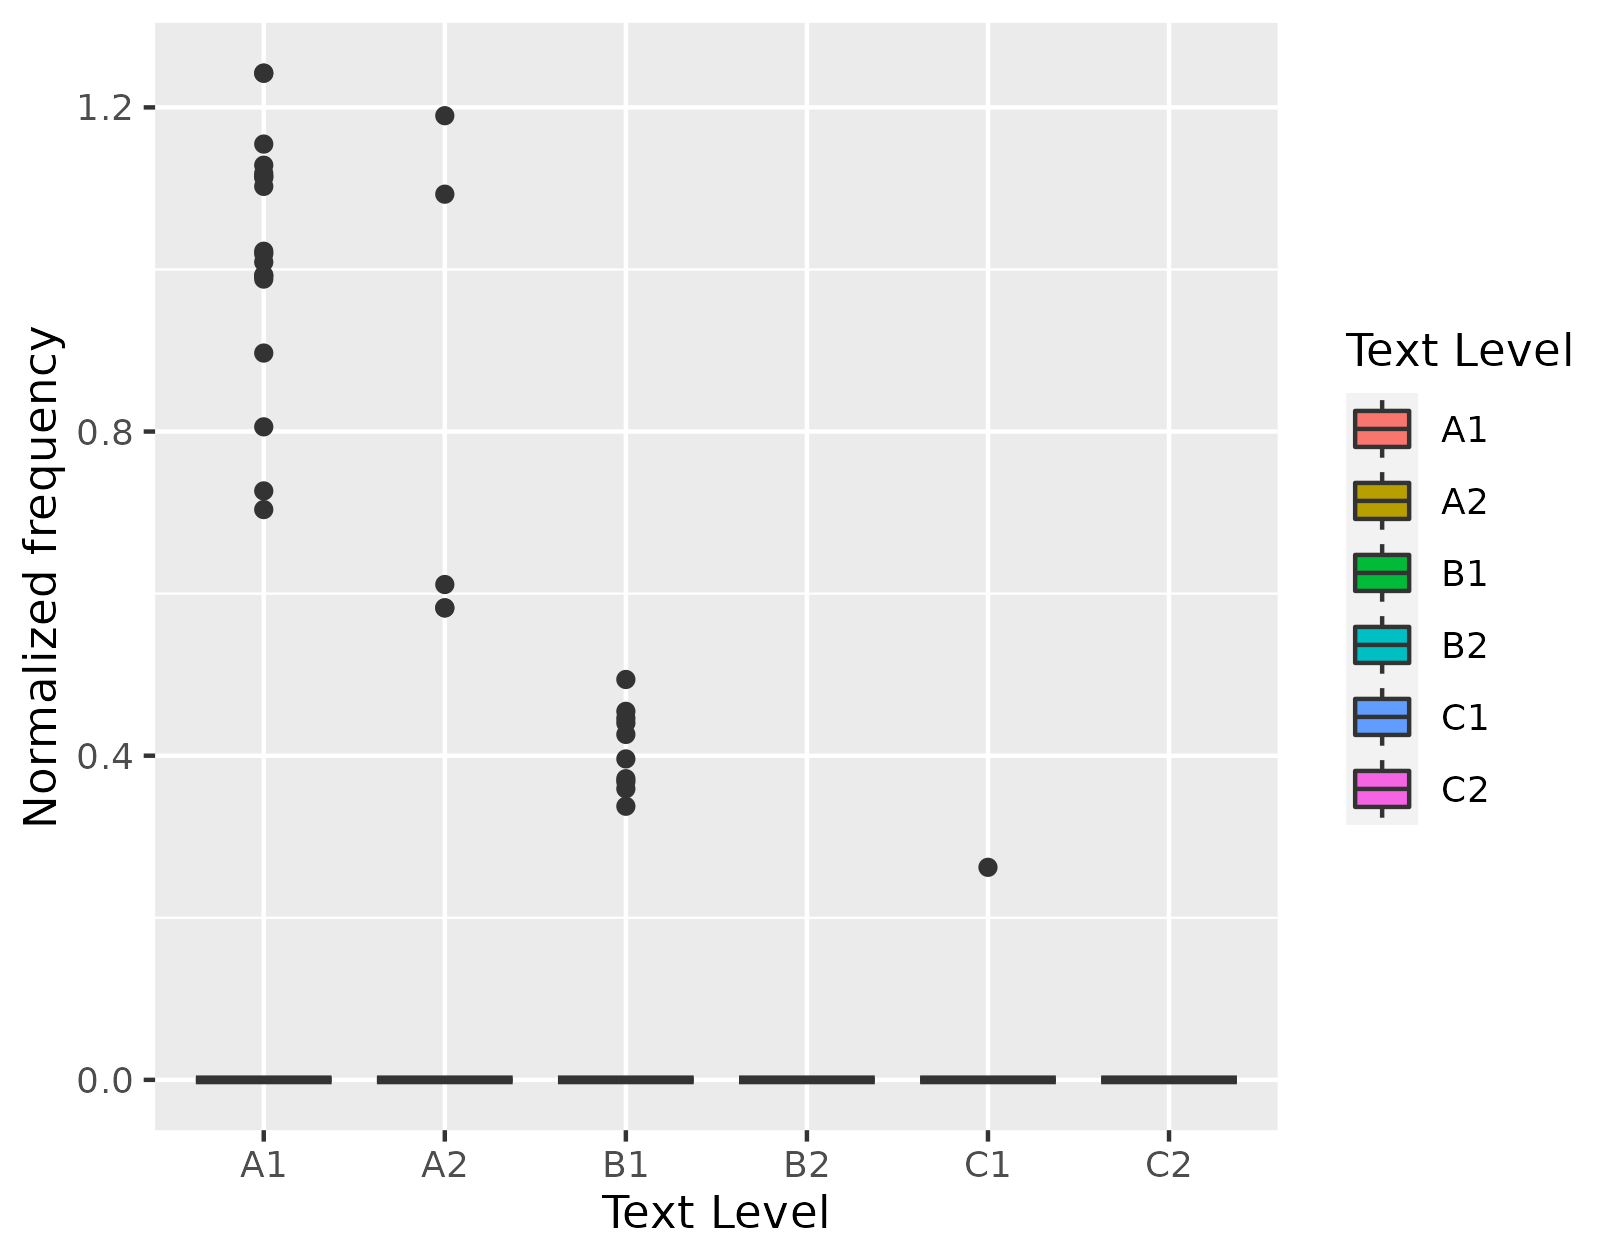 Normalized frequency
1.2
0.8
0.4
0.0
A1 A2 B1 B2 C1 C2
Text Level
Text Level
A1
A2
B1
B2
C1
C2